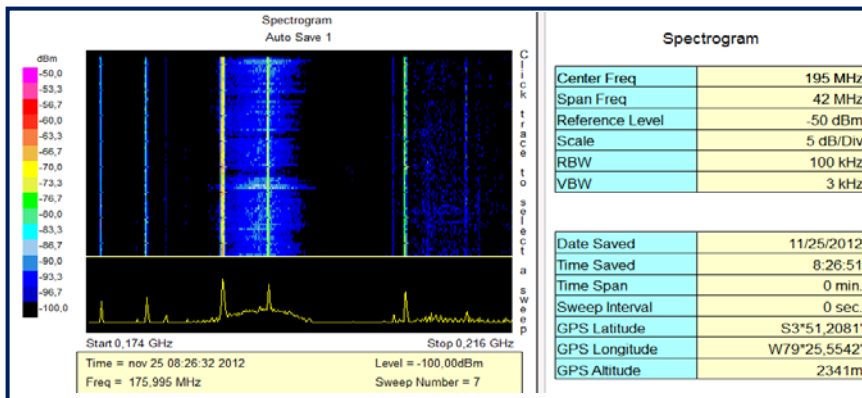 Spectrogram
Auto Save 1
dBm
-50,0
-53,3
-56,7
-60,0
-63,3
-66,7
-70,0
-73,3
-76,7
-80,0
-83,3
-86,7
-90,0
-93,3
-96,7
-100,0
Click trace to select a sweep
Start 0,174 GHz Stop 0,216 GHz
Time = nov 25 08:26:32 2012 Level = -100,00dBm
Freq = 175,995 MHz Sweep Number = 7
Spectrogram
Center Freq 195 MHz
Span Freq 42 MHz
Reference Level -50 dBm
Scale 5 dB/Div
RBW 100 kHz
VBW 3 kHz
Date Saved 11/25/2012
Time Saved 8:26:51
Time Span 0 min.
Sweep Interval 0 sec.
GPS Latitude S3*51,2081'
GPS Longitude W79*25,5542'
GPS Altitude 2341m